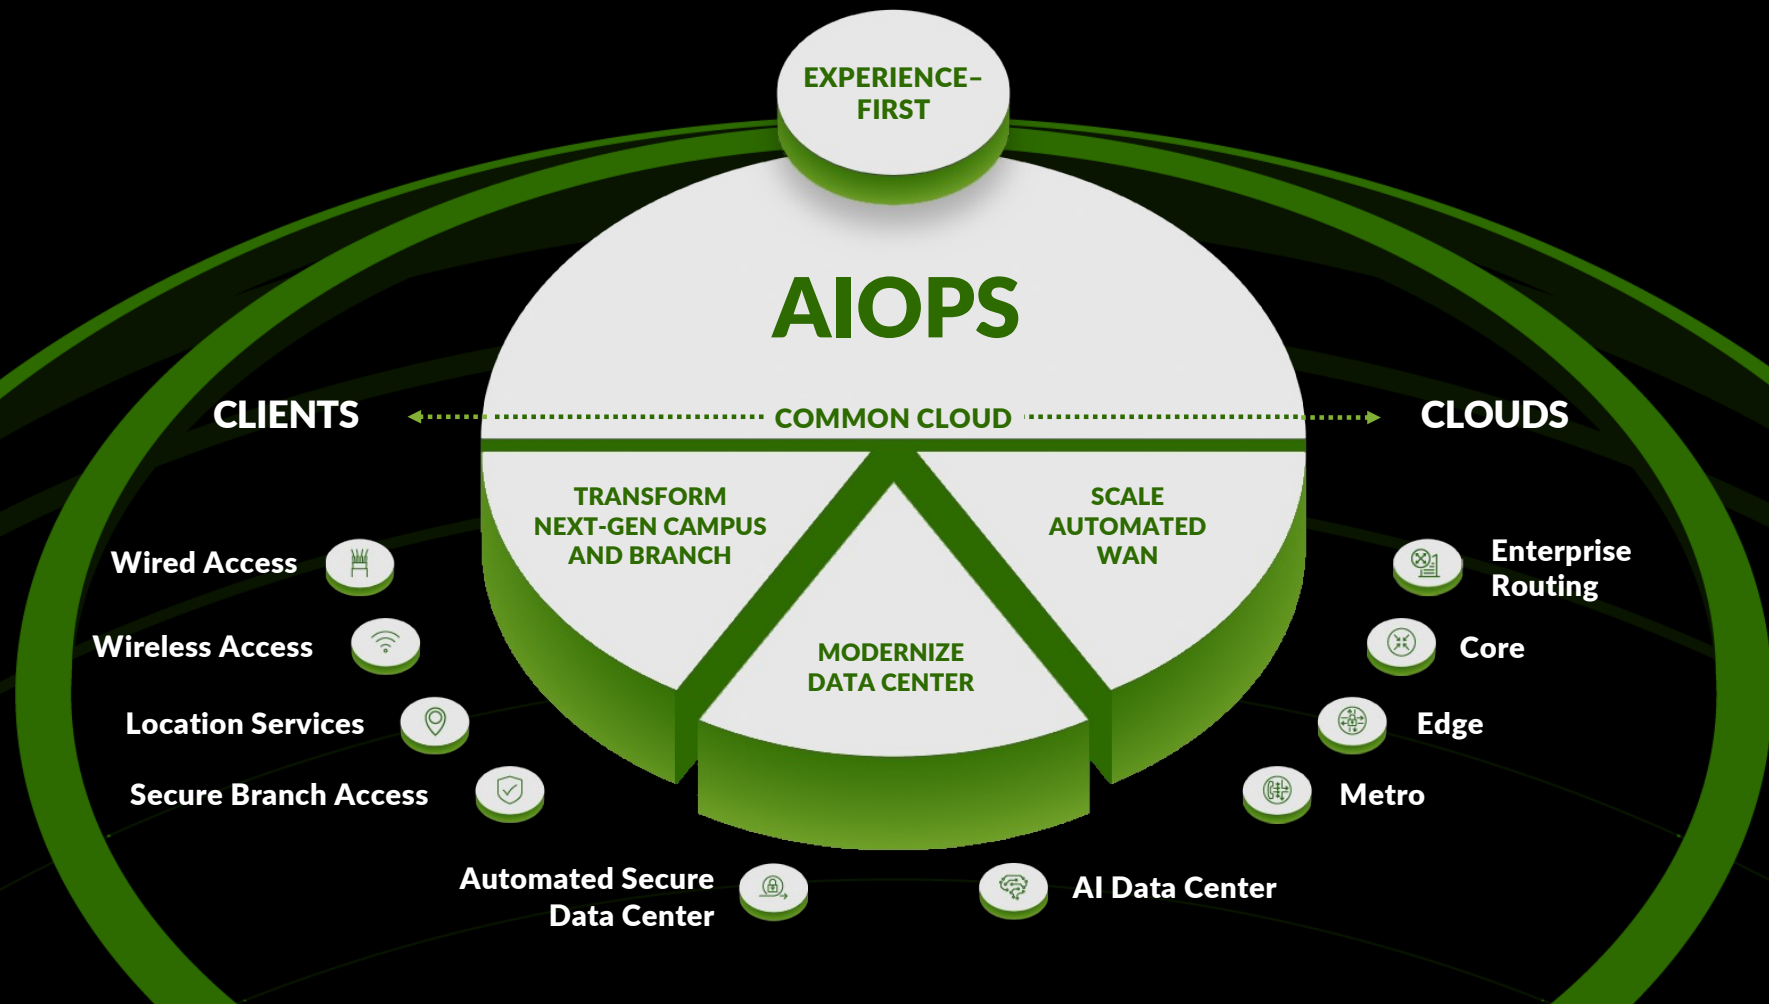 EXPERIENCE–
FIRST
AIOPS
CLIENTS
COMMON CLOUD
CLOUDS
TRANSFORM
NEXT-GEN CAMPUS
AND BRANCH
SCALE
AUTOMATED
WAN
MODERNIZE
DATA CENTER
Wired Access
Wireless Access
Location Services
Secure Branch Access
Automated Secure
Data Center
AI Data Center
Enterprise
Routing
Core
Edge
Metro